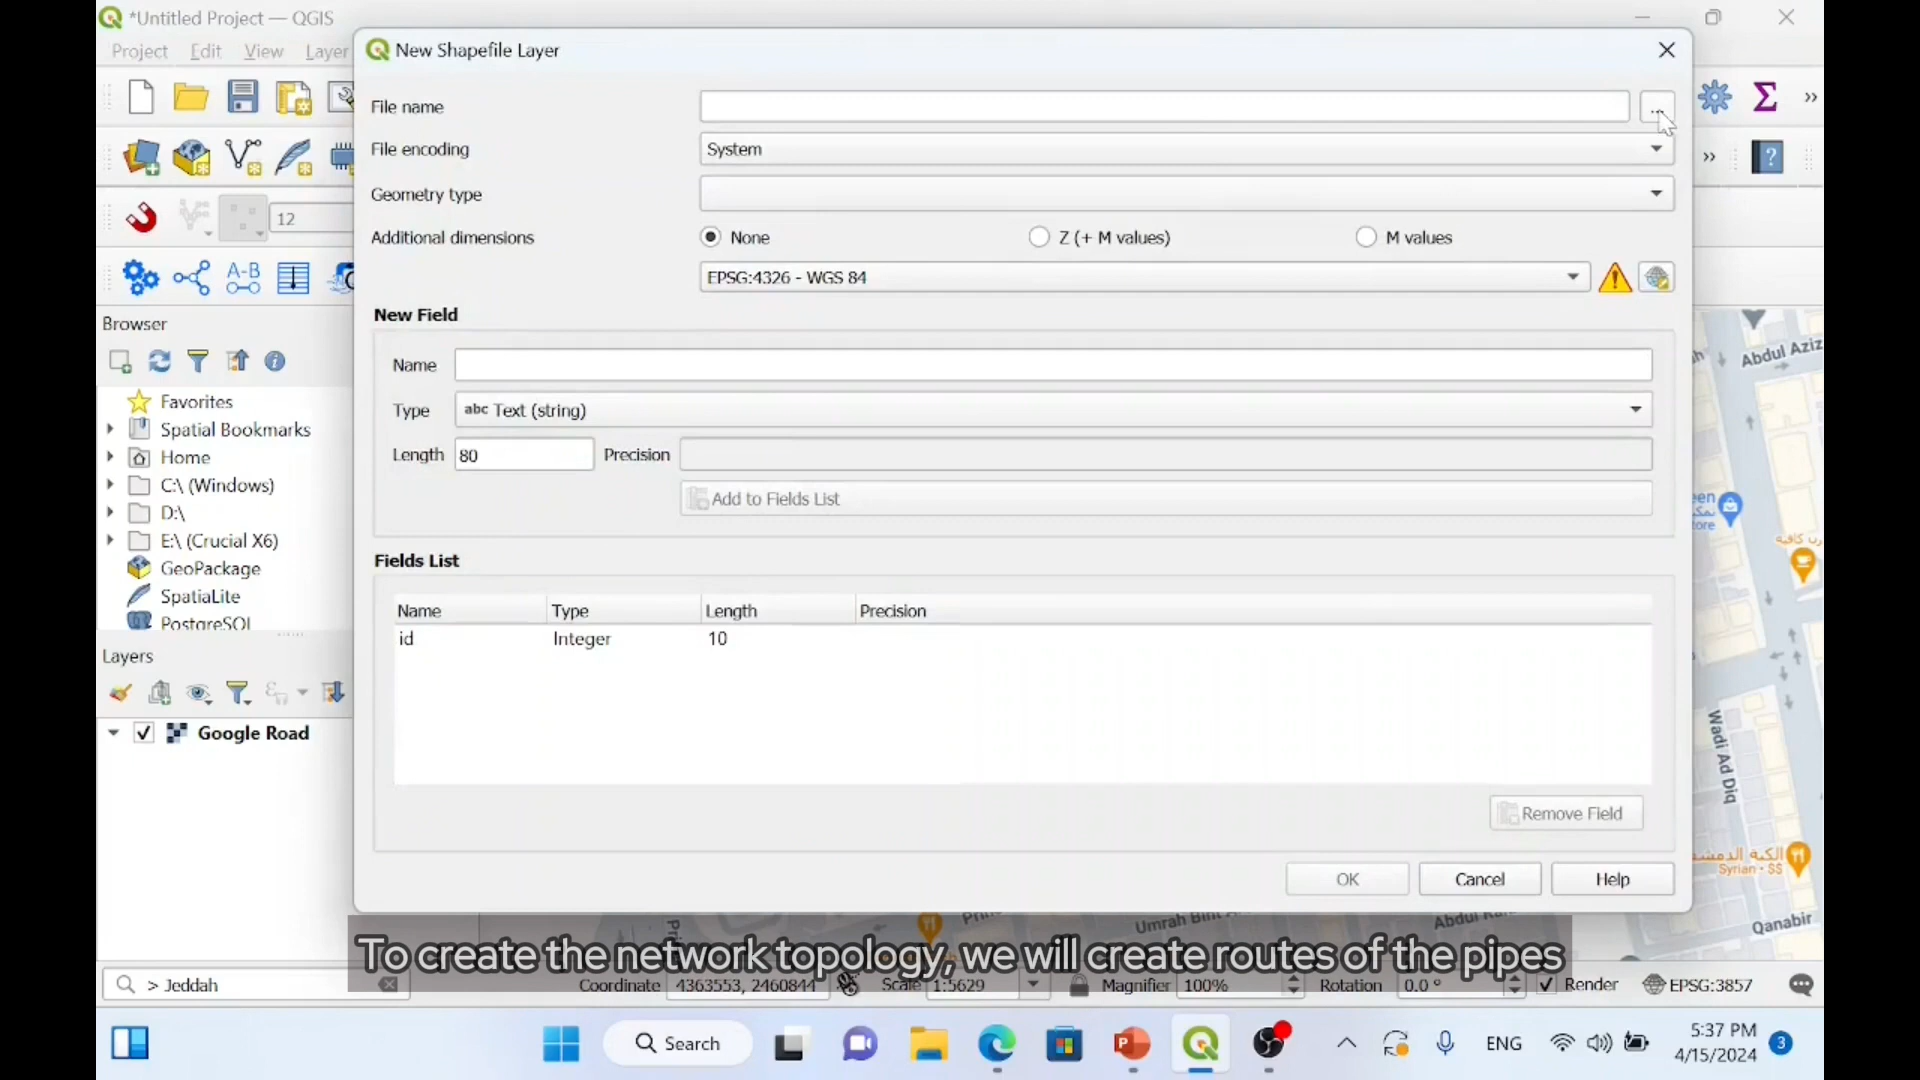 *Untitled Project — QGIS
Project Edit View Layer
New Shapefile Layer
File name
...
File encoding
System
Geometry type
Additional dimensions
None
Z (+ M values)
M values
EPSG:4326 - WGS 84
New Field
Name
Type
abc Text (string)
Length
80
Precision
Add to Fields List
Fields List
Name Type Length Precision
id Integer 10
Remove Field
OK
Cancel
Help
12
A-B
Browser
Favorites
Spatial Bookmarks
Home
C:\ (Windows)
D:\
E:\ (Crucial X6)
GeoPackage
SpatiaLite
PostgreSQL
Layers
Google Road
Abdul Aziz
Wadi Ad Diq
Syrian · $$
Qanabir
To create the network topology, we will create routes of the pipes
> Jeddah
Coordinate 4363553, 2460844
Scale 1:5629
Magnifier 100%
Rotation 0.0 °
Render
EPSG:3857
Search
ENG
5:37 PM
4/15/2024
3